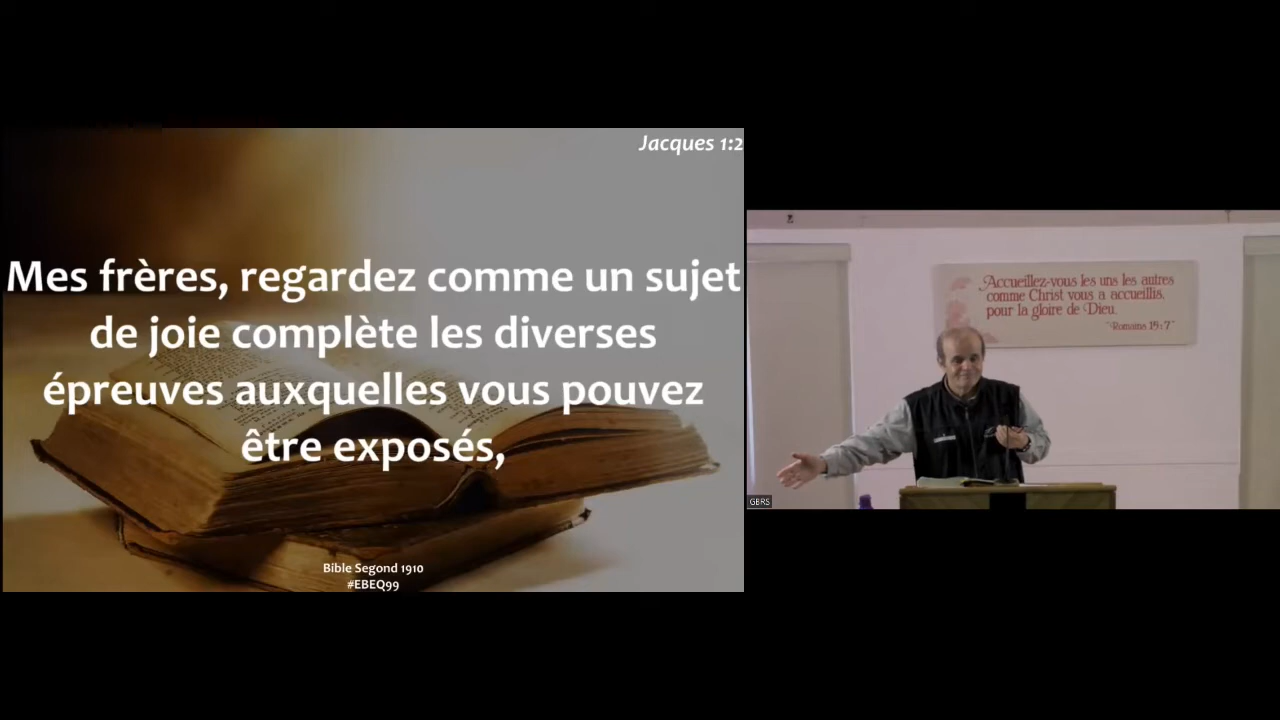 Jacques 1:2
Mes frères, regardez comme un sujet
de joie complète les diverses
épreuves auxquelles vous pouvez
être exposés,
Bible Segond 1910
#EBEQ99
Accueillez-vous les uns les autres
comme Christ vous a accueillis,
pour la gloire de Dieu.
"Romains 15:7"
GBRS